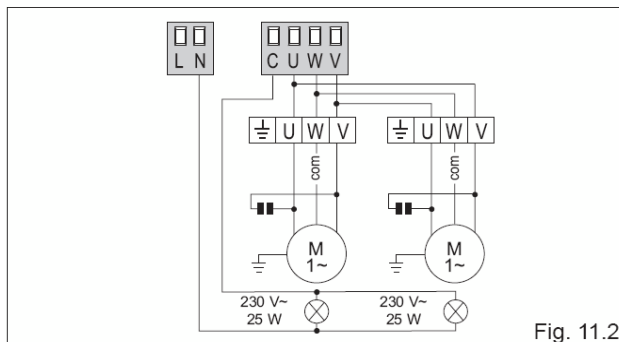 L N
C U W V
U W V
U W V
com
com
M
1~
M
1~
230 V~
25 W
230 V~
25 W
Fig. 11.2